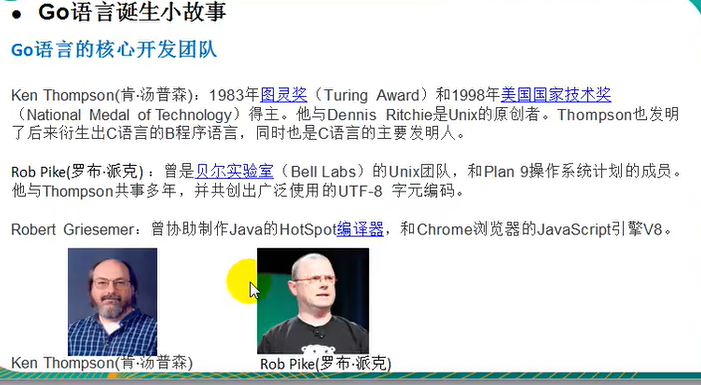 ● Go语言诞生小故事
Go语言的核心开发团队
Ken Thompson(肯·汤普森)：1983年图灵奖（Turing Award）和1998年美国国家技术奖
（National Medal of Technology）得主。他与Dennis Ritchie是Unix的原创者。Thompson也发明
了后来衍生出C语言的B程序语言，同时也是C语言的主要发明人。
Rob Pike(罗布·派克)：曾是贝尔实验室（Bell Labs）的Unix团队，和Plan 9操作系统计划的成员。
他与Thompson共事多年，并共创出广泛使用的UTF-8 字元编码。
Robert Griesemer：曾协助制作Java的HotSpot编译器，和Chrome浏览器的JavaScript引擎V8。
Ken Thompson(肯·汤普森) Rob Pike(罗布·派克)